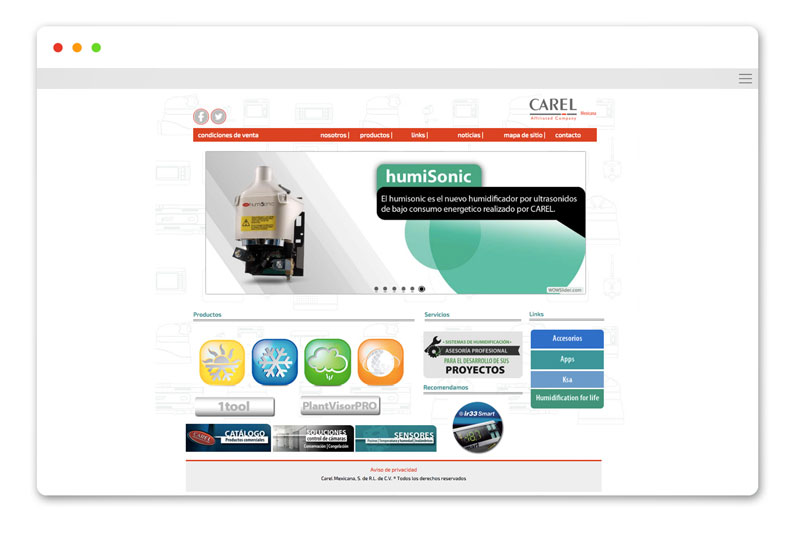 CAREL
Affiliated Company
Mexicana
condiciones de venta
nosotros | productos | links | noticias | mapa de sitio | contacto
humiSonic
El humisonic es el nuevo humidificador por ultrasonidos
de bajo consumo energetico realizado por CAREL.
humiSonic
WOWSlider.com
Productos
Servicios
Links
• SISTEMAS DE HUMIDIFICACIÓN •
ASESORÍA PROFESIONAL
PARA EL DESARROLLO DE SUS
PROYECTOS
Accesorios
Apps
Ksa
Humidification for life
Recomendamos
1tool
PlantVisorPRO
ir33 Smart
CAREL
CATÁLOGO
Productos comerciales
SOLUCIONES
control de cámaras
Conservación | Congelación
SENSORES
Aviso de privacidad
Carel Mexicana, S. de R.L. de C.V. ® Todos los derechos reservados